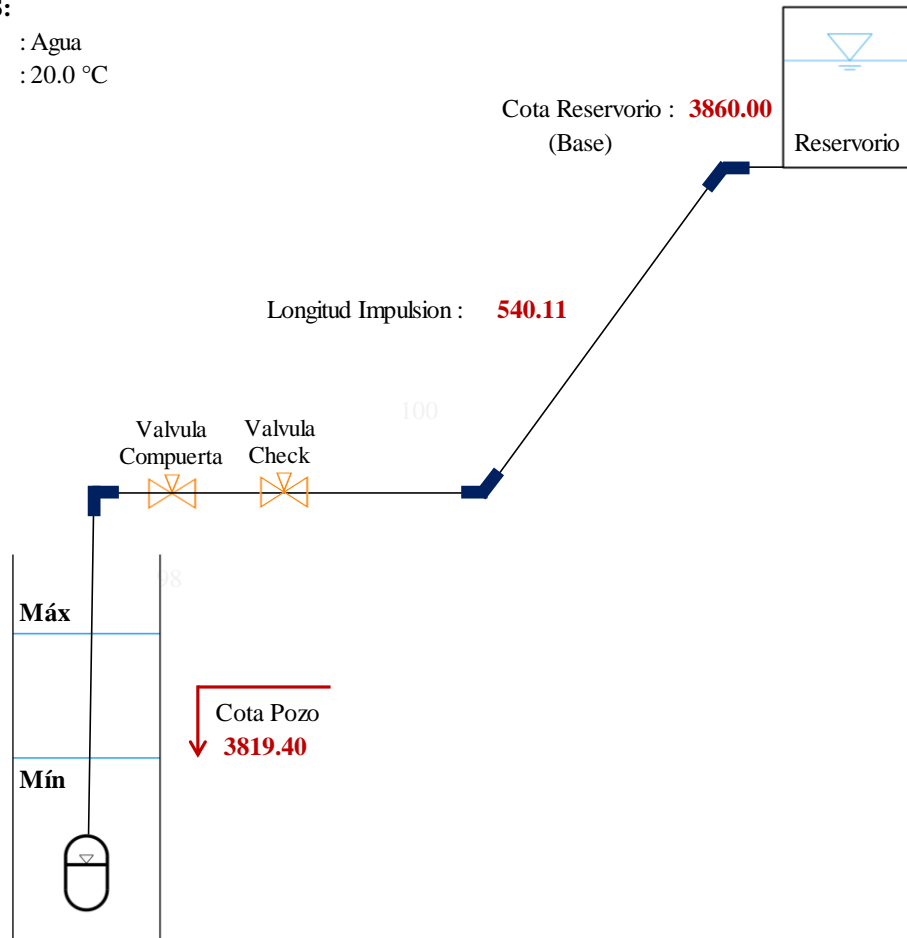 : Agua
: 20.0 °C
Cota Reservorio : 3860.00
(Base)
Reservorio
Longitud Impulsion : 540.11
100
Valvula
Compuerta
Valvula
Check
98
Máx
Cota Pozo
3819.40
Mín